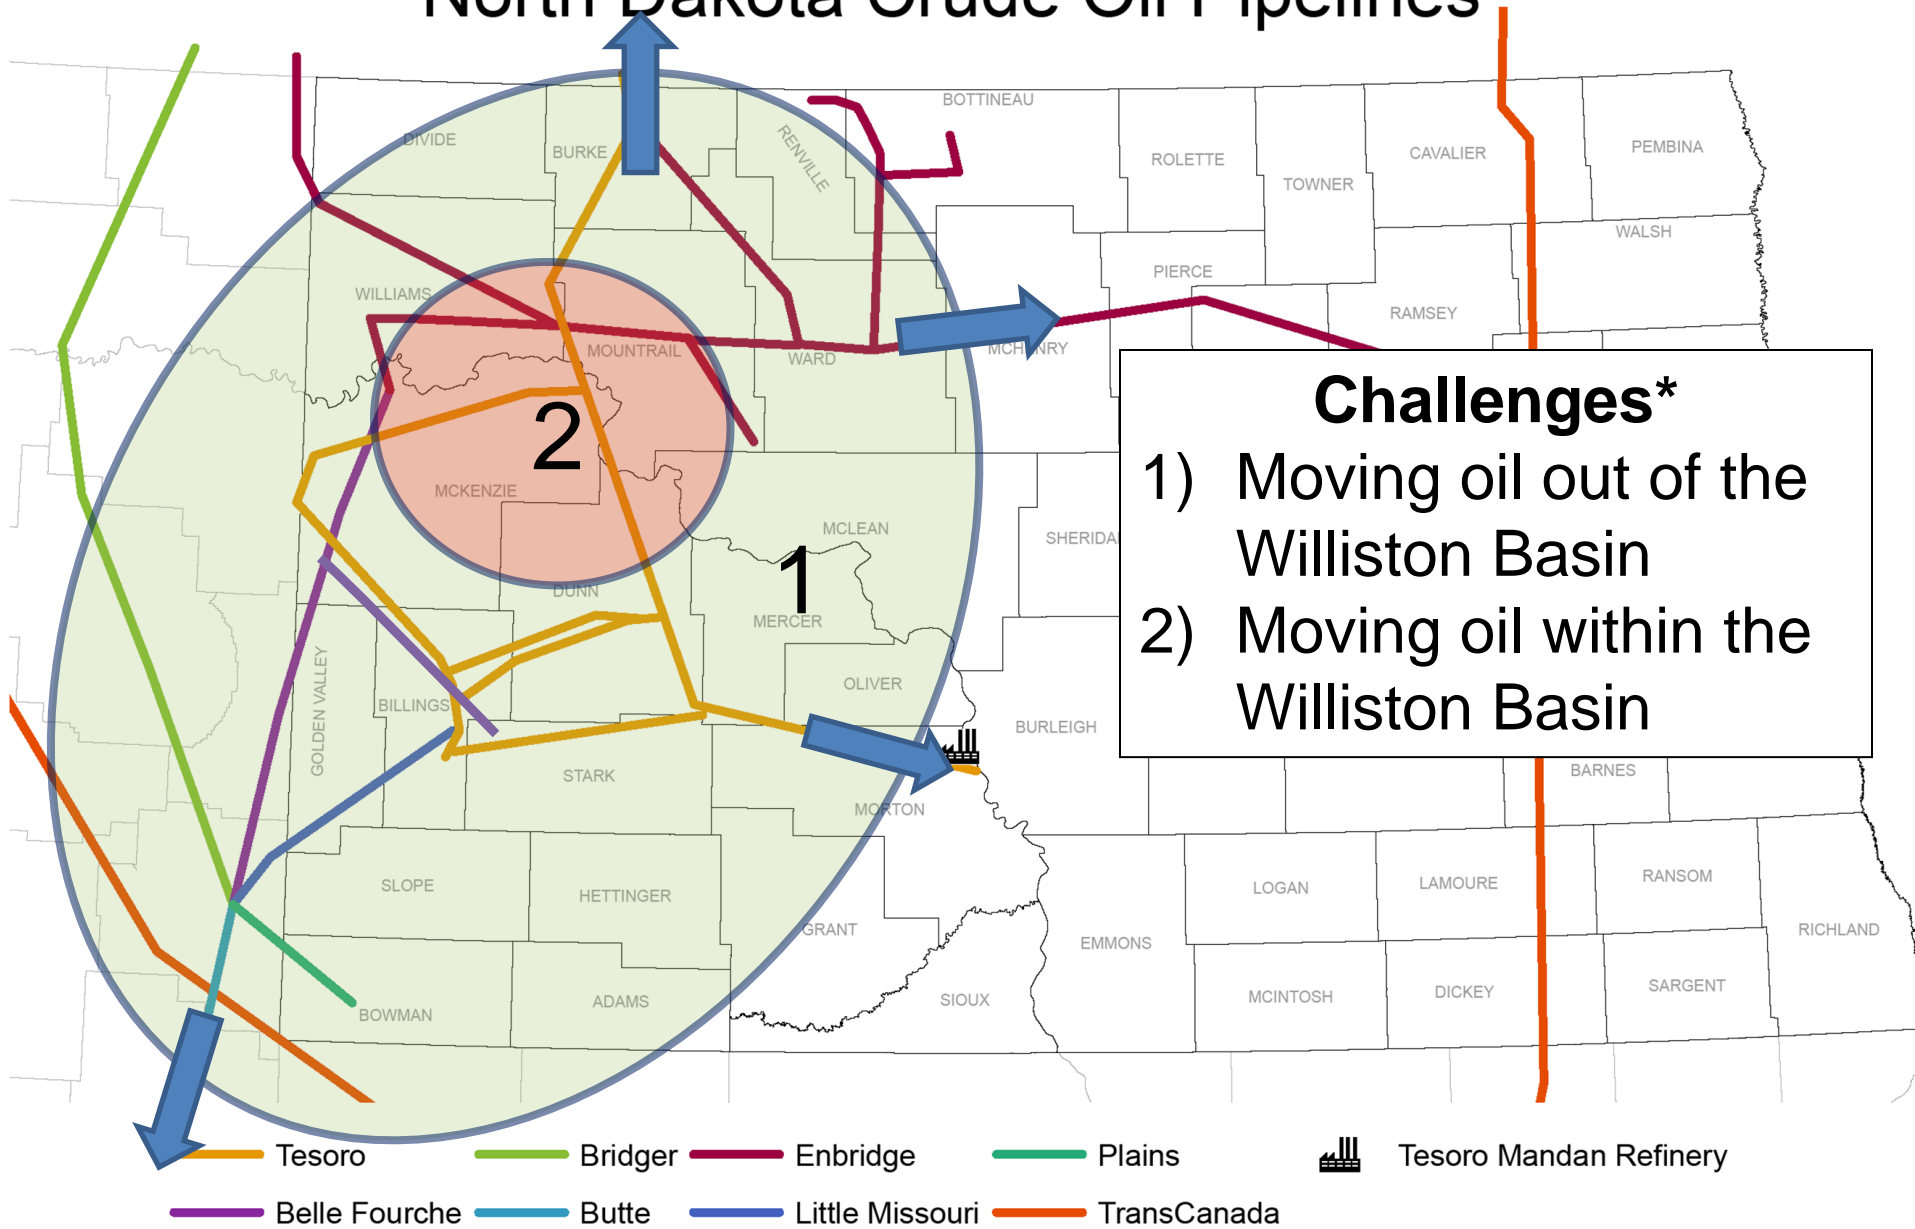 North Dakota Crude Oil Pipelines
BOTTINEAU
DIVIDE
BURKE
RENVILLE
ROLETTE
TOWNER
CAVALIER
PEMBINA
WALSH
WILLIAMS
PIERCE
RAMSEY
MOUNTRAIL
WARD
MCHENRY
Challenges*
1) Moving oil out of the
Williston Basin
2) Moving oil within the
Williston Basin
2
MCKENZIE
MCLEAN
SHERIDA
1
DUNN
MERCER
GOLDEN VALLEY
BILLINGS
OLIVER
BURLEIGH
STARK
BARNES
MORTON
SLOPE
HETTINGER
LOGAN
LAMOURE
RANSOM
GRANT
EMMONS
RICHLAND
BOWMAN
ADAMS
SIOUX
MCINTOSH
DICKEY
SARGENT
Tesoro Bridger Enbridge Plains Tesoro Mandan Refinery
Belle Fourche Butte Little Missouri TransCanada